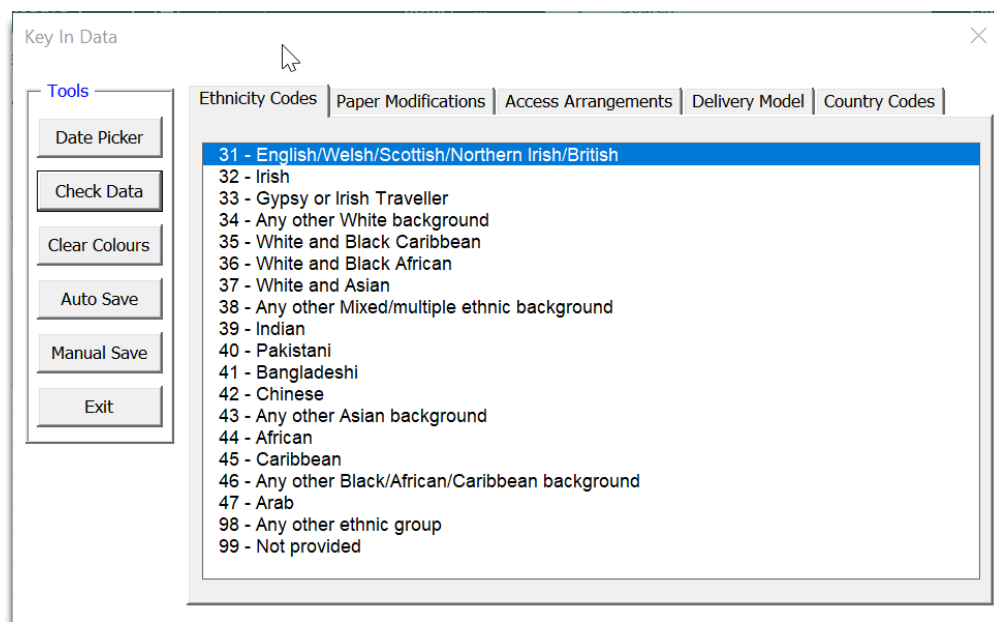 Key In Data
Tools
Date Picker
Check Data
Clear Colours
Auto Save
Manual Save
Exit
Ethnicity Codes Paper Modifications Access Arrangements Delivery Model Country Codes
31 - English/Welsh/Scottish/Northern Irish/British
32 - Irish
33 - Gypsy or Irish Traveller
34 - Any other White background
35 - White and Black Caribbean
36 - White and Black African
37 - White and Asian
38 - Any other Mixed/multiple ethnic background
39 - Indian
40 - Pakistani
41 - Bangladeshi
42 - Chinese
43 - Any other Asian background
44 - African
45 - Caribbean
46 - Any other Black/African/Caribbean background
47 - Arab
98 - Any other ethnic group
99 - Not provided